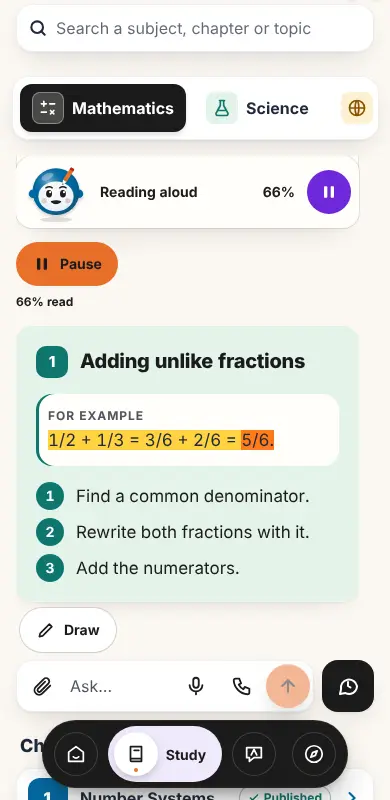 Search a subject, chapter or topic
Mathematics
Science
Reading aloud
66%
Pause
66% read
1
Adding unlike fractions
FOR EXAMPLE
1/2 + 1/3 = 3/6 + 2/6 = 5/6.
1 Find a common denominator.
2 Rewrite both fractions with it.
3 Add the numerators.
Draw
Ask...
Ch
Study
1
Number Systems
✓ Published